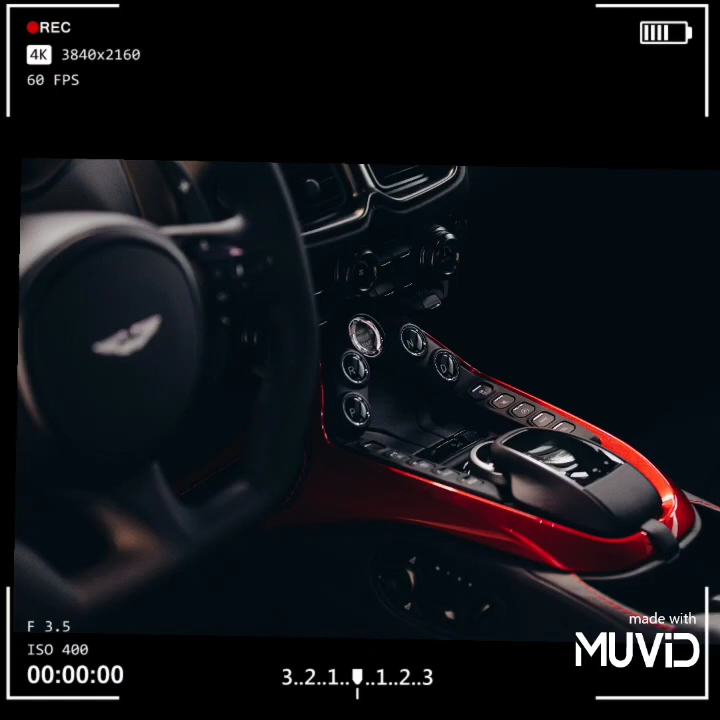 REC
4K 3840x2160
60 FPS
N
R
D
P
F 3.5
ISO 400
00:00:00
3..2..1....1..2..3
made with
MUViD